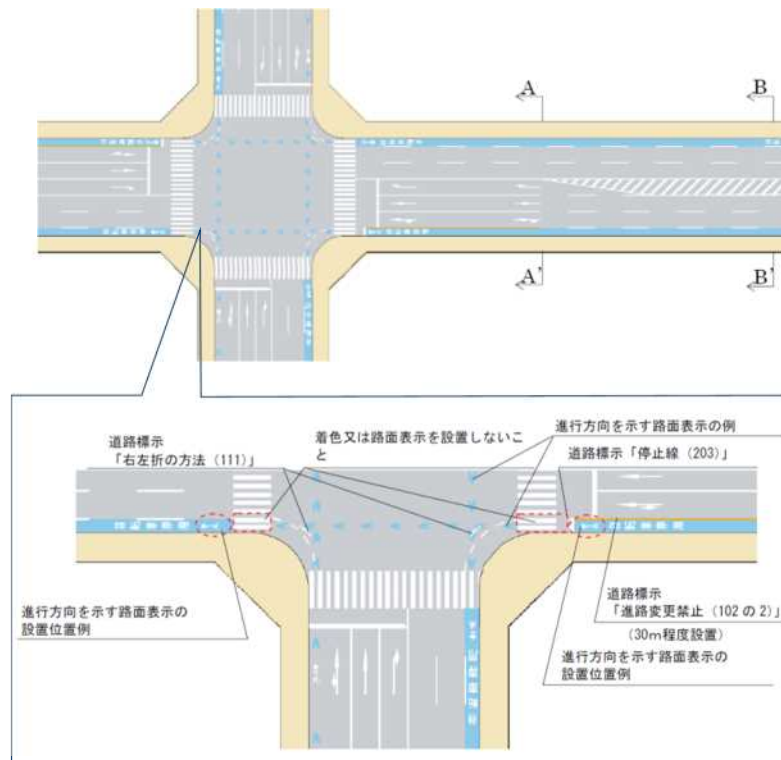 A
B
A'
B'
道路標示
「右左折の方法（111）」
着色又は路面表示を設置しないこ
と
進行方向を示す路面表示の例
道路標示「停止線（203）」
進行方向を示す路面表示の
設置位置例
道路標示
「進路変更禁止（102 の 2）」
（30m程度設置）
進行方向を示す路面表示の
設置位置例